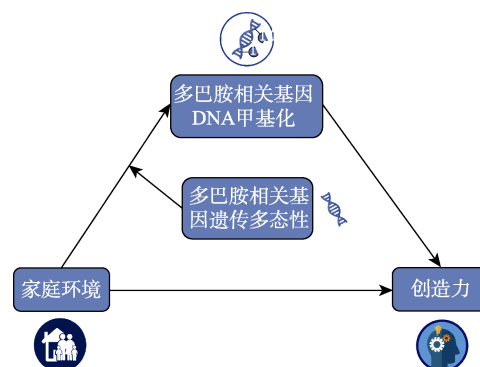 多巴胺相关基因
DNA甲基化
多巴胺相关基
因遗传多态性
家庭环境
创造力